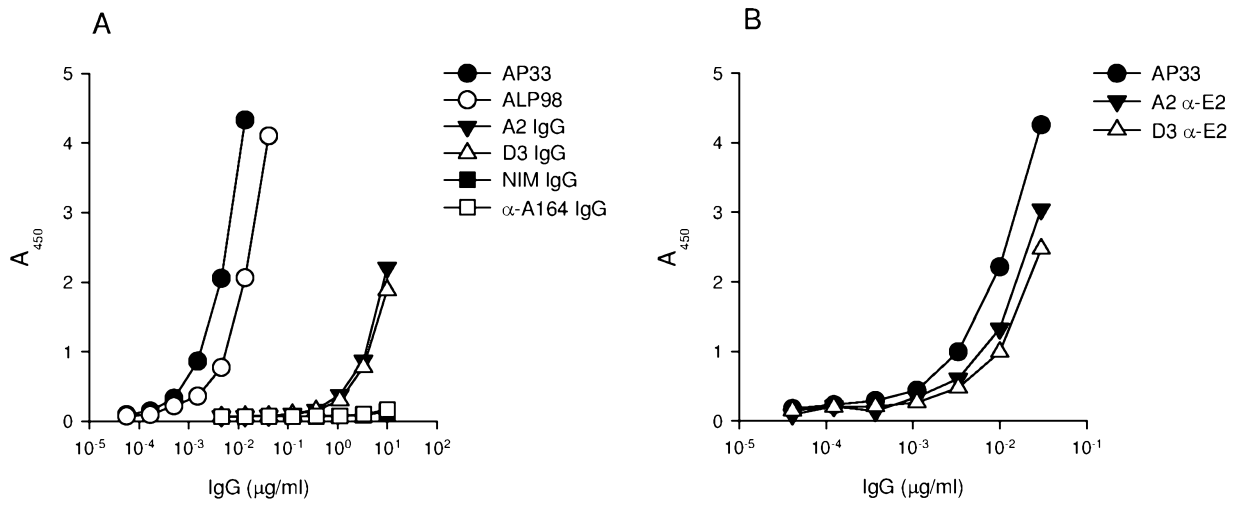 A
5
4
3
2
1
0
A 450
10-5 10-4 10-3 10-2 10-1 100 101 102
IgG (μg/ml)
AP33
ALP98
A2 IgG
D3 IgG
NIM IgG
α-A164 IgG
B
5
4
3
2
1
0
A 450
10-5 10-4 10-3 10-2 10-1
IgG (μg/ml)
AP33
A2 α-E2
D3 α-E2